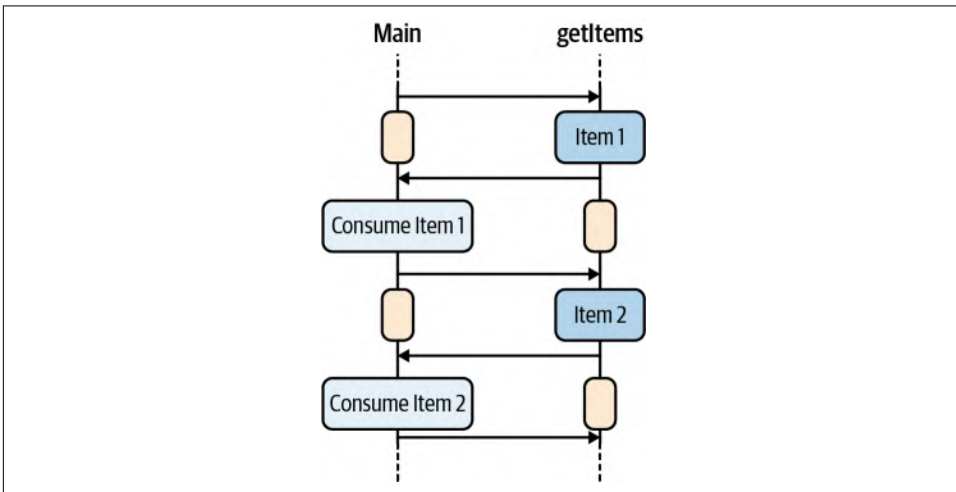 Main getItems
Item 1
Consume Item 1
Item 2
Consume Item 2